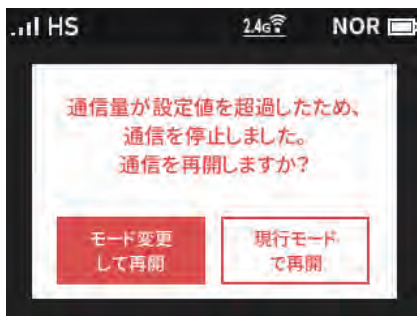 HS 2.4G NOR
通信量が設定値を超過したため、
通信を停止しました。
通信を再開しますか?
モード変更
して再開
現行モード
で再開